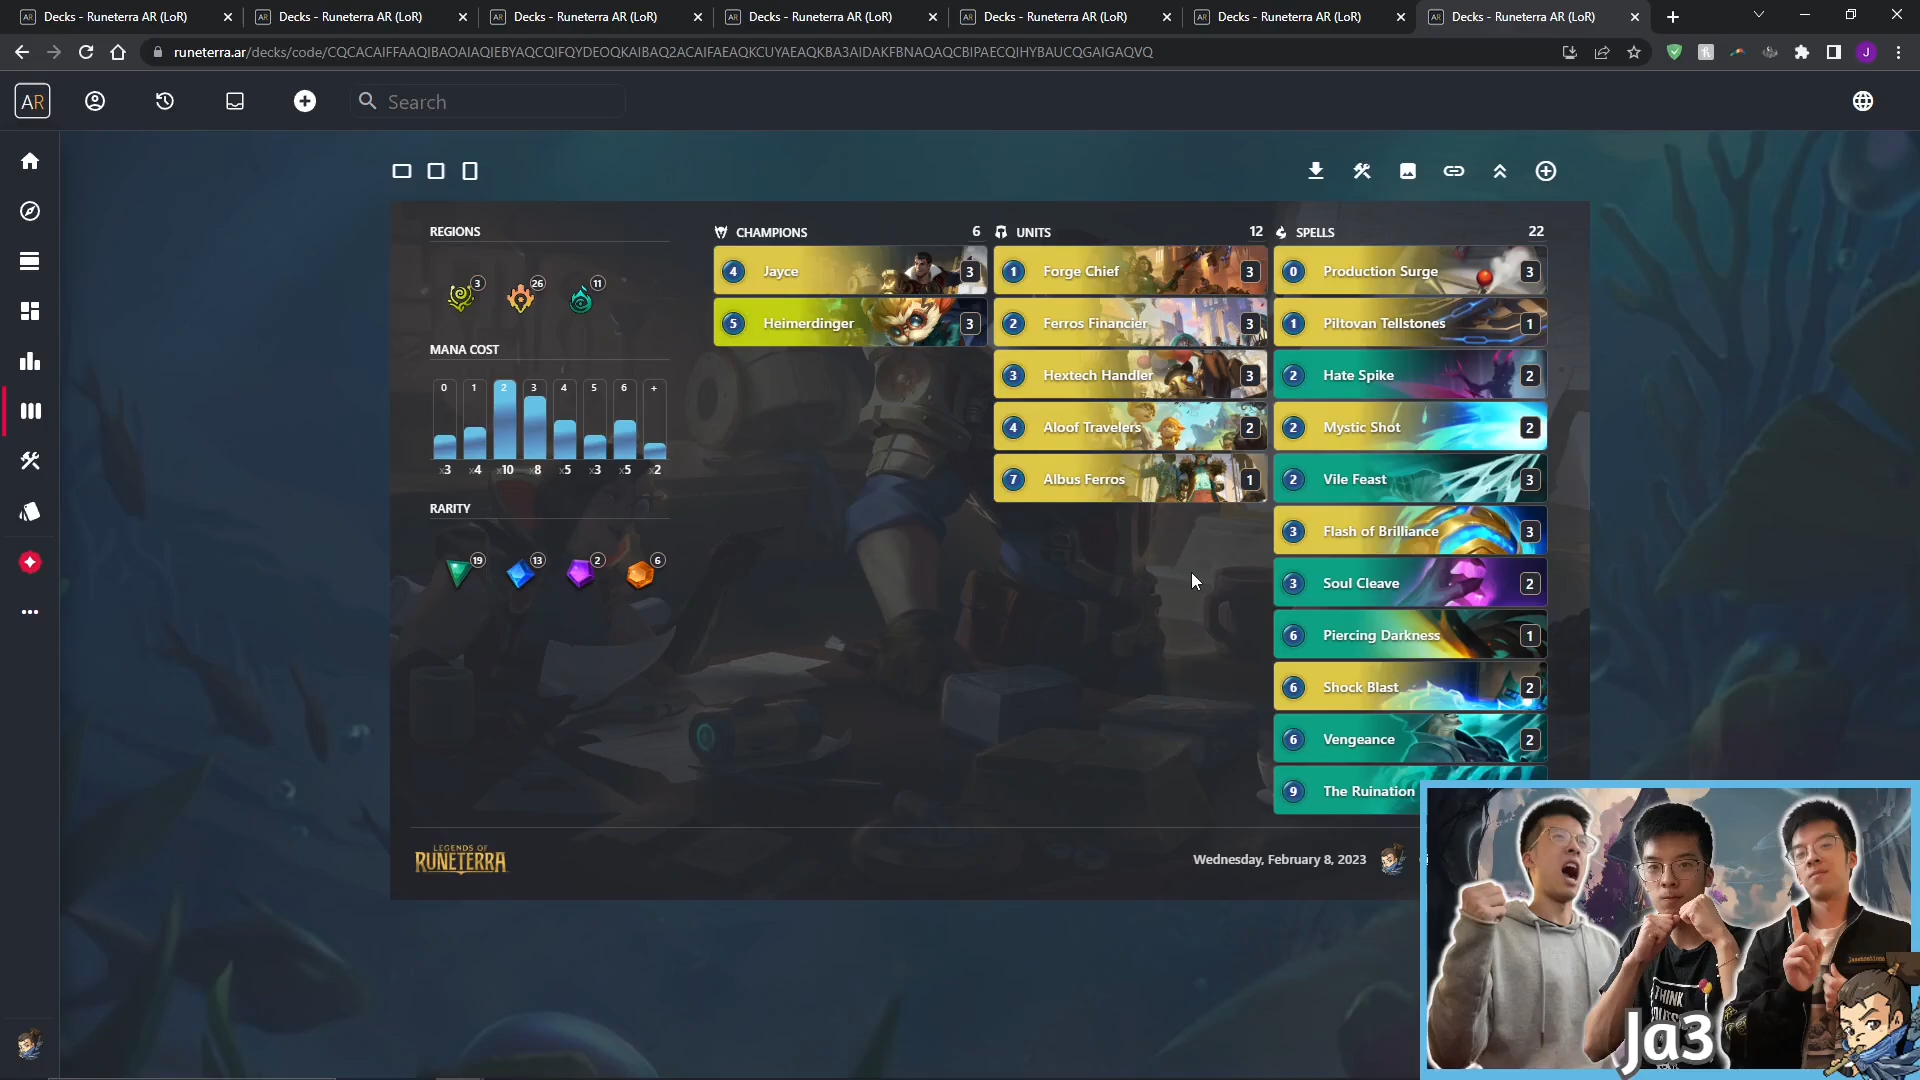 Decks - Runeterra AR (LoR)
Decks - Runeterra AR (LoR)
Decks - Runeterra AR (LoR)
Decks - Runeterra AR (LoR)
Decks - Runeterra AR (LoR)
Decks - Runeterra AR (LoR)
Decks - Runeterra AR (LoR)
runeterra.ar/decks/code/CQCACAIFFAAQIBAOAIAQIEBYAQCQIFQYDEOQKAIBAQ2ACAIFAEAQKCUYAEAQKBA3AIDAKFBNAQAQCBIPAECQIHYBAUCQGAIGAQVQ
J
AR
Search
REGIONS
3
26
11
MANA COST
0 1 2 3 4 5 6 +
x3 x4 x10 x8 x5 x3 x5 x2
RARITY
19
13
2
6
CHAMPIONS 6
4 Jayce 3
5 Heimerdinger 3
UNITS 12
1 Forge Chief 3
2 Ferros Financier 3
3 Hextech Handler 3
4 Aloof Travelers 2
7 Albus Ferros 1
SPELLS 22
0 Production Surge 3
1 Piltovan Tellstones 1
2 Hate Spike 2
2 Mystic Shot 2
2 Vile Feast 3
3 Flash of Brilliance 3
3 Soul Cleave 2
6 Piercing Darkness 1
6 Shock Blast 2
6 Vengeance 2
9 The Ruination
LEGENDS OF
RUNETERRA
Wednesday, February 8, 2023
THINK
Ja3